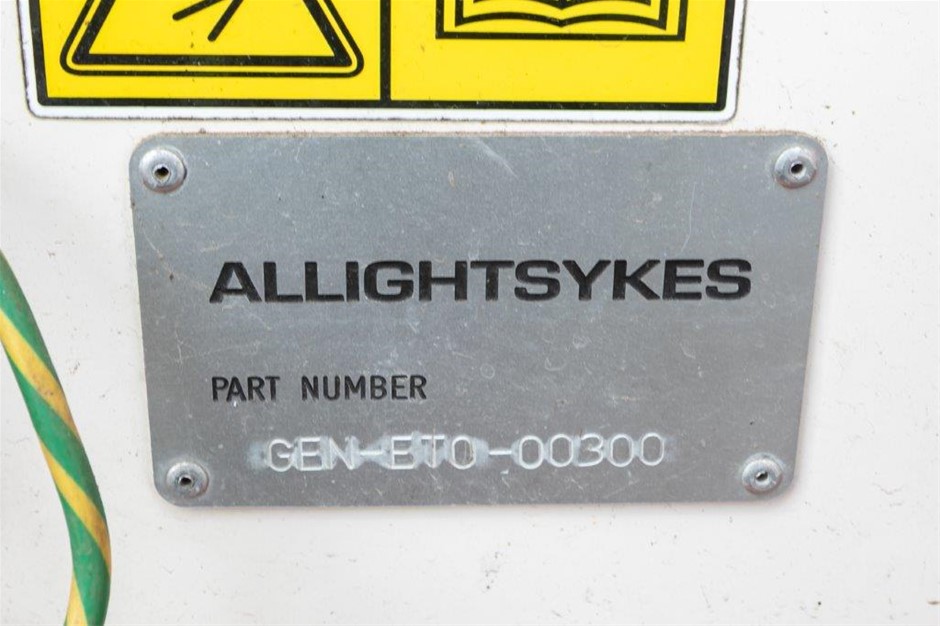 ALLIGHTSYKES
PART NUMBER
GEN-ETO-00300